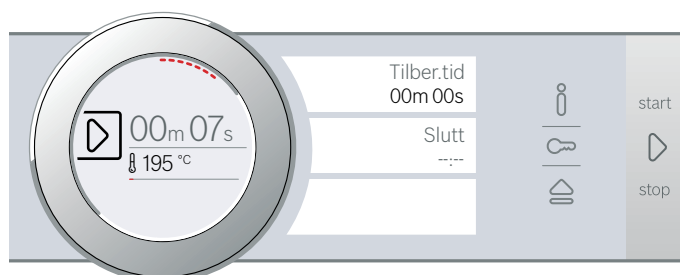 00m 07s
195 °C
Tilber.tid
00m 00s
Slutt
--:--
start
stop